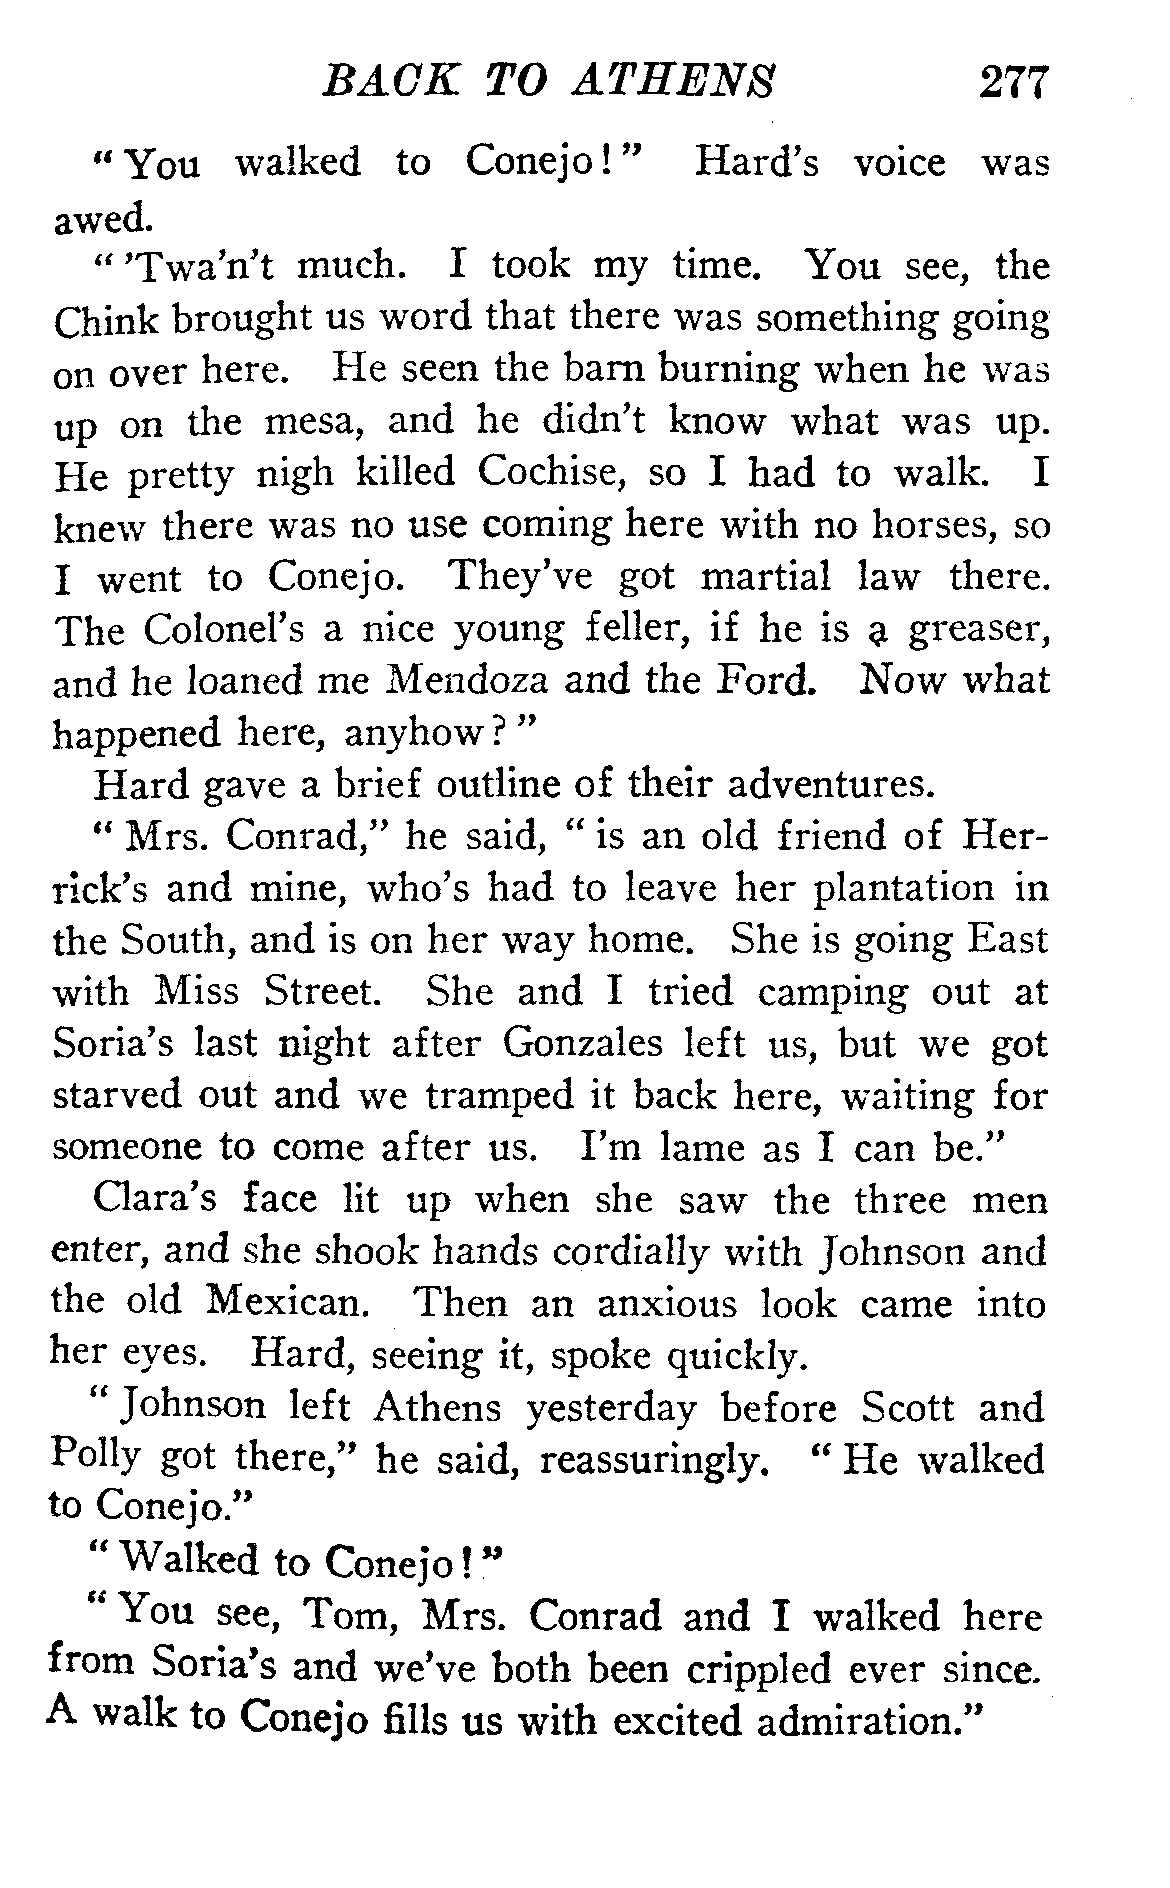 BACK TO ATHENS 277
“ You walked to Conejo ! ” Hard’s voice was
awed.
“ ’Twa’n’t much. I took my time. You see, the
Chink brought us word that there was something going
on over here. He seen the barn burning when he was
up on the mesa, and he didn’t know what was up.
He pretty nigh killed Cochise, so I had to walk. I
knew there was no use coming here with no horses, so
I went to Conejo. They’ve got martial law there.
The Colonel’s a nice young feller, if he is a greaser,
and he loaned me Mendoza and the Ford. Now what
happened here, anyhow ? ”
Hard gave a brief outline of their adventures.
“ Mrs. Conrad,” he said, “ is an old friend of Her-
rick’s and mine, who’s had to leave her plantation in
the South, and is on her way home. She is going East
with Miss Street. She and I tried camping out at
Soria’s last night after Gonzales left us, but we got
starved out and we tramped it back here, waiting for
someone to come after us. I’m lame as I can be.”
Clara’s face lit up when she saw the three men
enter, and she shook hands cordially with Johnson and
the old Mexican. Then an anxious look came into
her eyes. Hard, seeing it, spoke quickly.
“ Johnson left Athens yesterday before Scott and
Polly got there,” he said, reassuringly. “ He walked
to Conejo.”
“ Walked to Conejo ! ”
“ You see, Tom, Mrs. Conrad and I walked here
from Soria’s and we’ve both been crippled ever since.
A walk to Conejo fills us with excited admiration.”